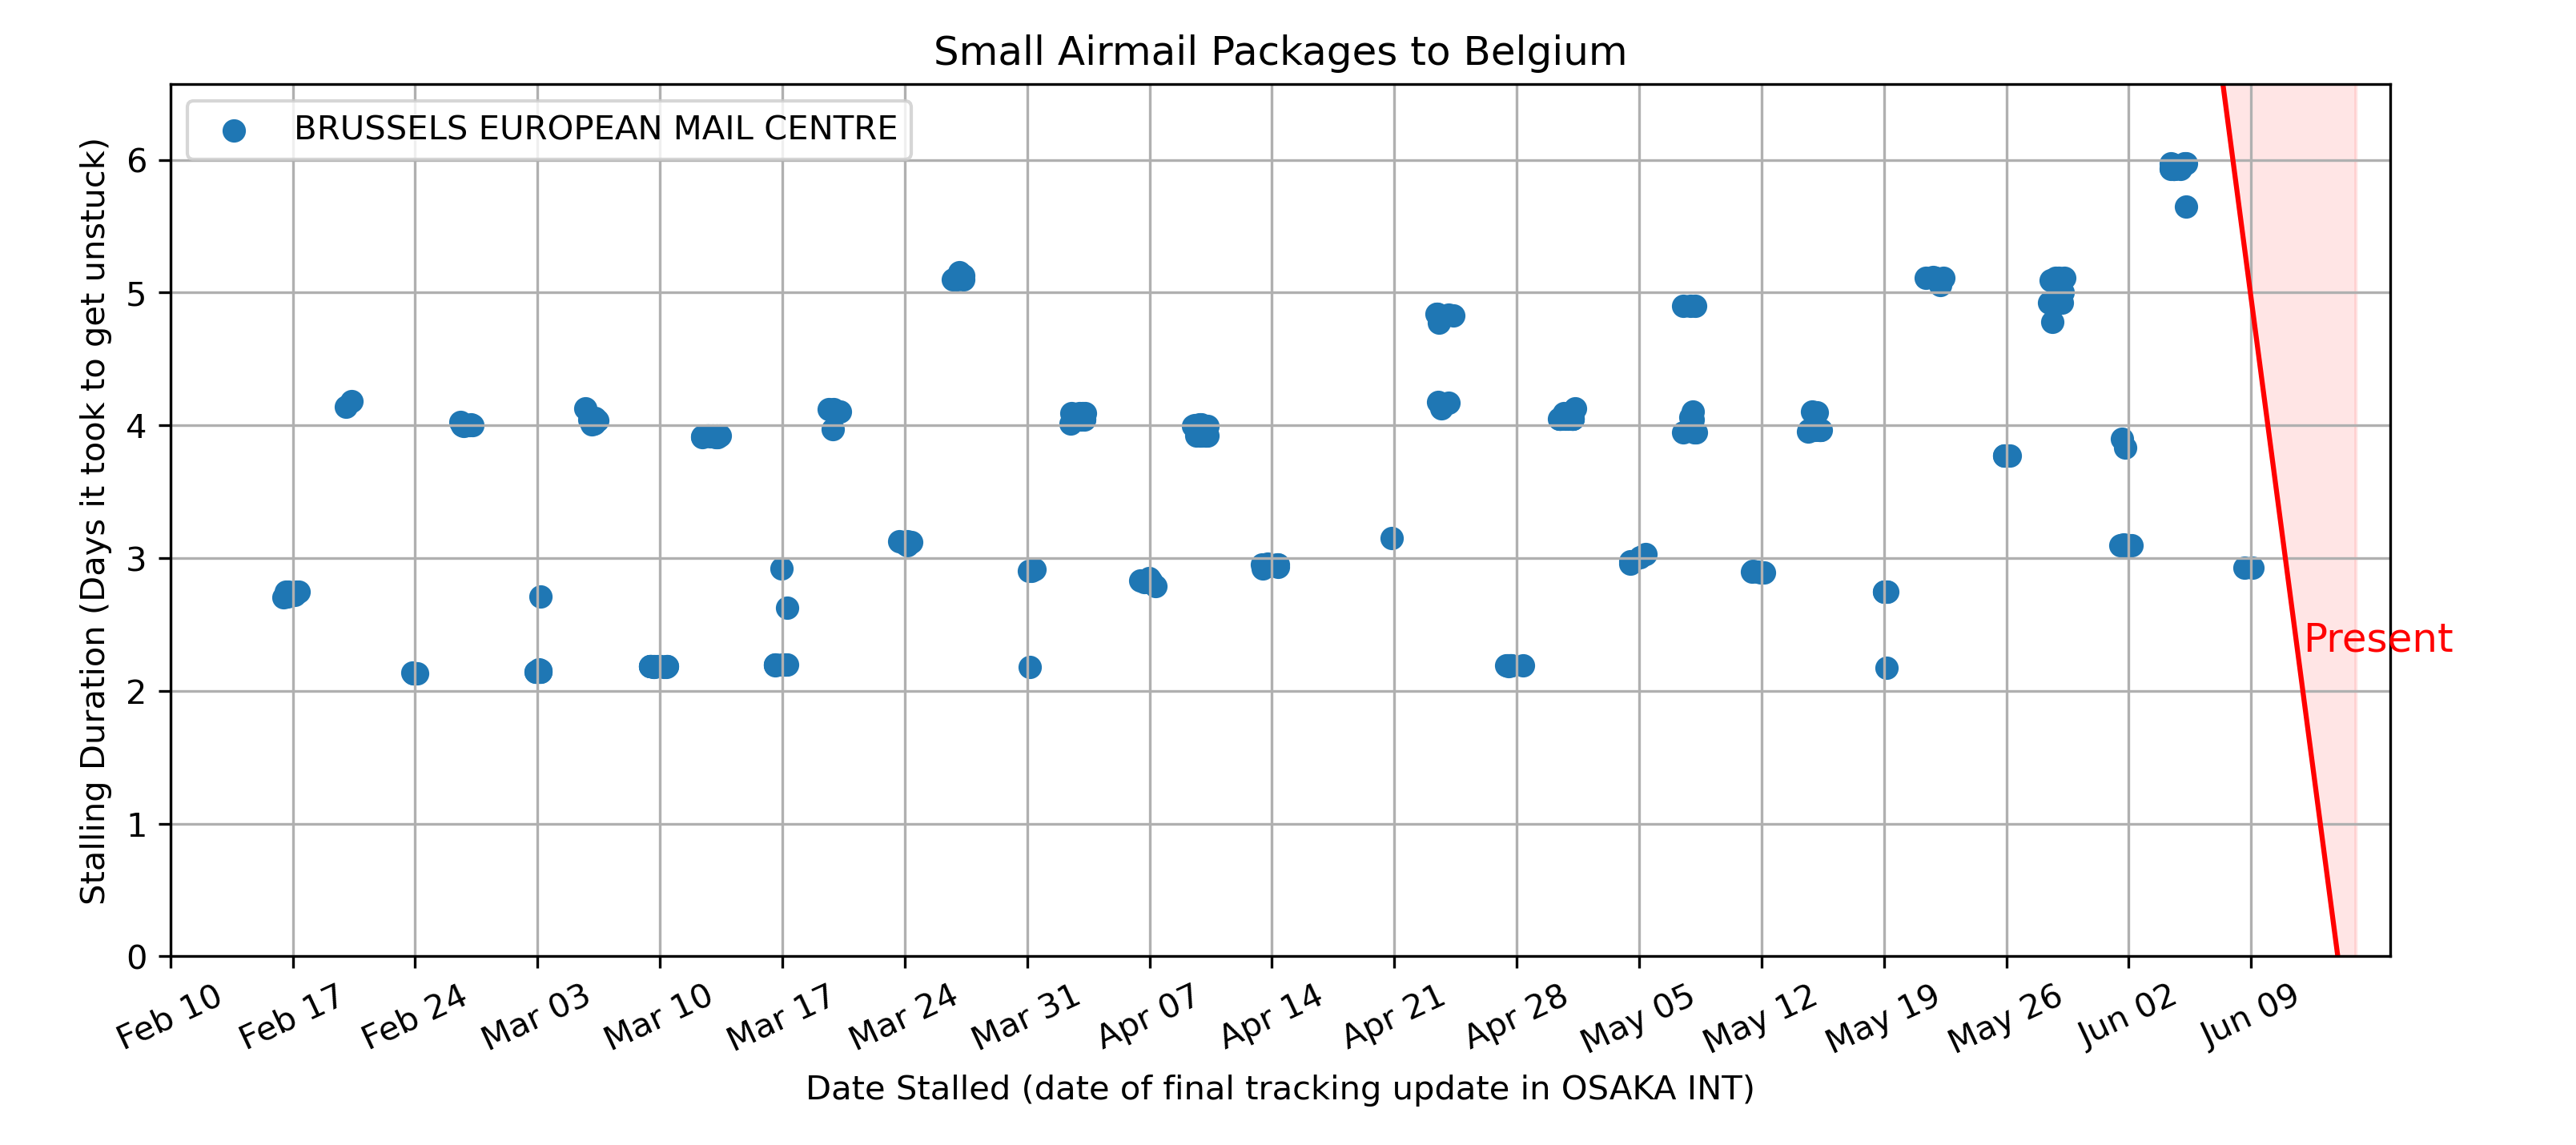 Small Airmail Packages to Belgium
BRUSSELS EUROPEAN MAIL CENTRE
Stalling Duration (Days it took to get unstuck)
6
5
4
3
2
1
0
Present
Feb 10
Feb 17
Feb 24
Mar 03
Mar 10
Mar 17
Mar 24
Mar 31
Apr 07
Apr 14
Apr 21
Apr 28
May 05
May 12
May 19
May 26
Jun 02
Jun 09
Date Stalled (date of final tracking update in OSAKA INT)